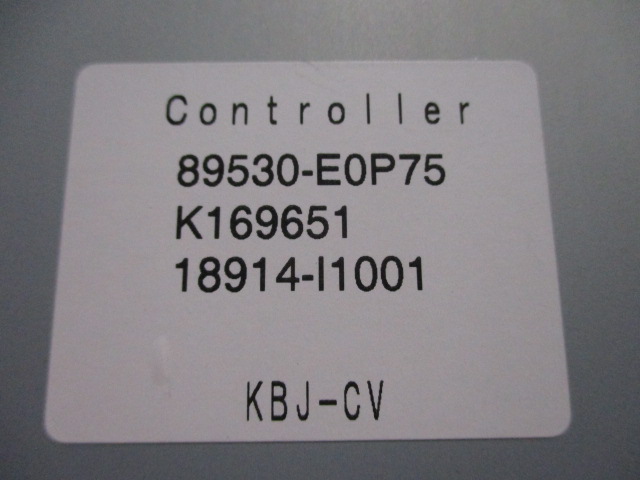 Controller
89530-E0P75
K169651
18914-I1001
KBJ-CV